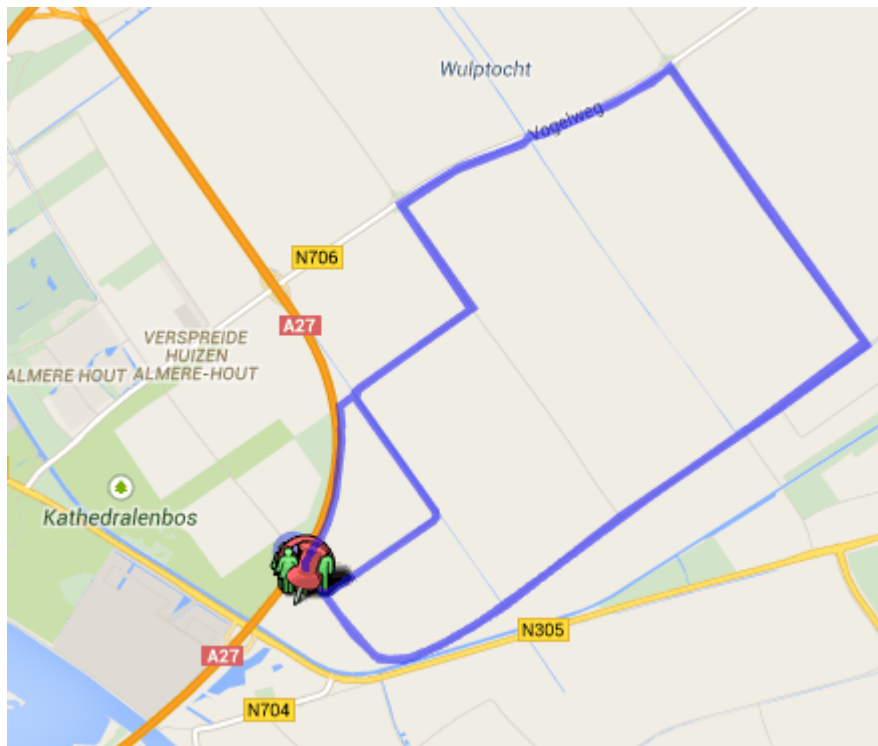 Wulptocht
Vogelweg
N706
A27
VERSPREIDE
HUIZEN
ALMERE-HOUT
ALMERE HOUT
Kathedralenbos
N305
A27
N704